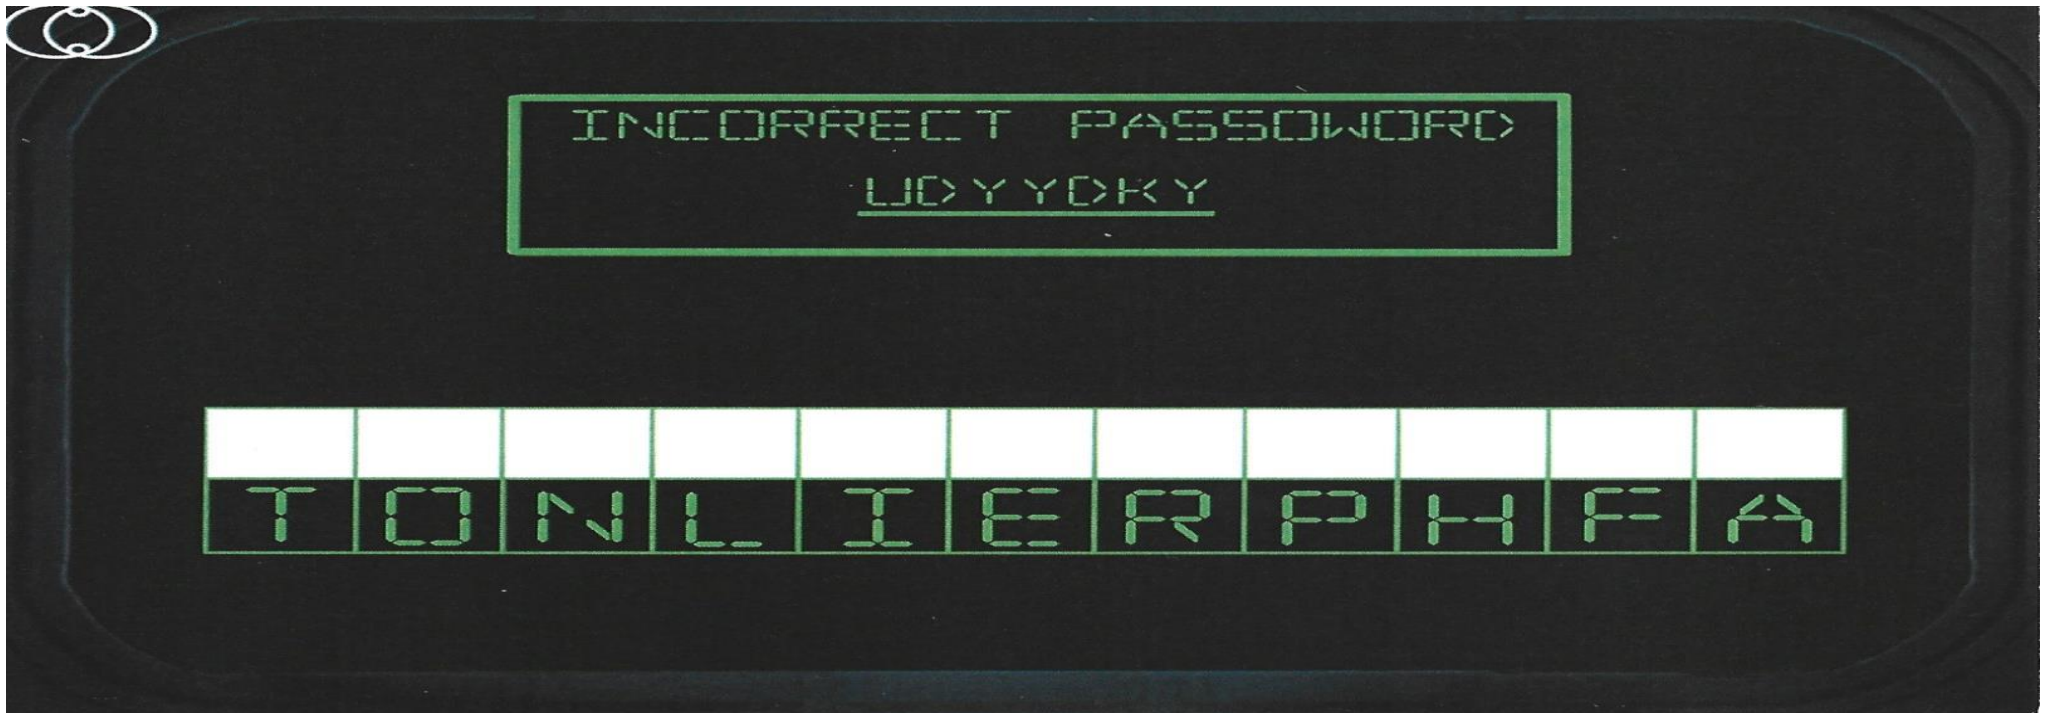 INCORRECT PASSOWORD
UDYYDKY
T O N L I E R P H F A